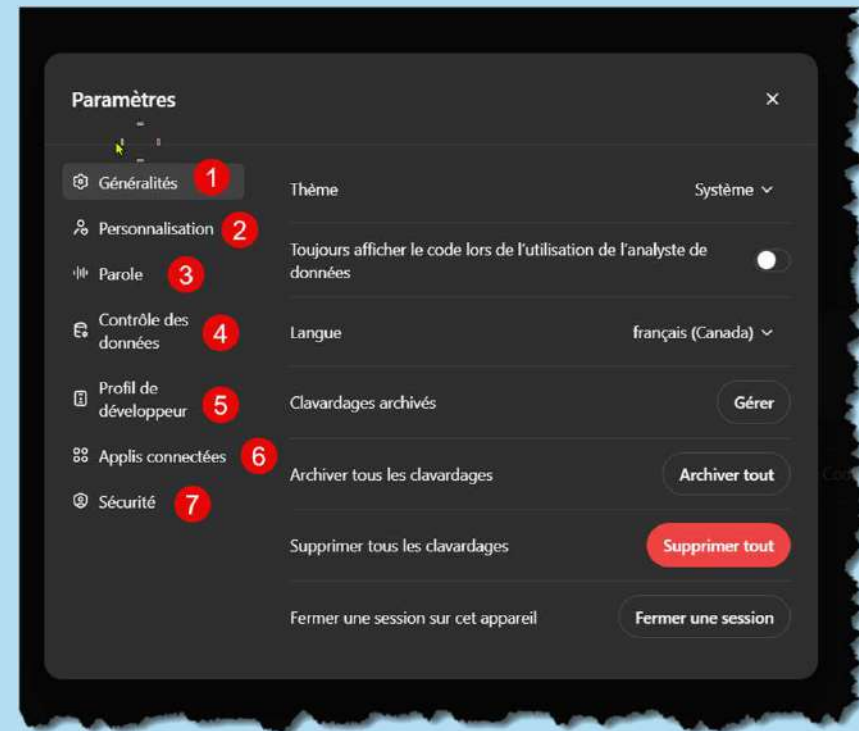 Paramètres
Généralités 1
Personnalisation 2
Parole 3
Contrôle des
données 4
Profil de
développeur 5
Applis connectées 6
Sécurité 7
Thème
Système
Toujours afficher le code lors de l'utilisation de l'analyste de
données
Langue
français (Canada)
Clavardages archivés
Gérer
Archiver tous les clavardages
Archiver tout
Supprimer tous les clavardages
Supprimer tout
Fermer une session sur cet appareil
Fermer une session